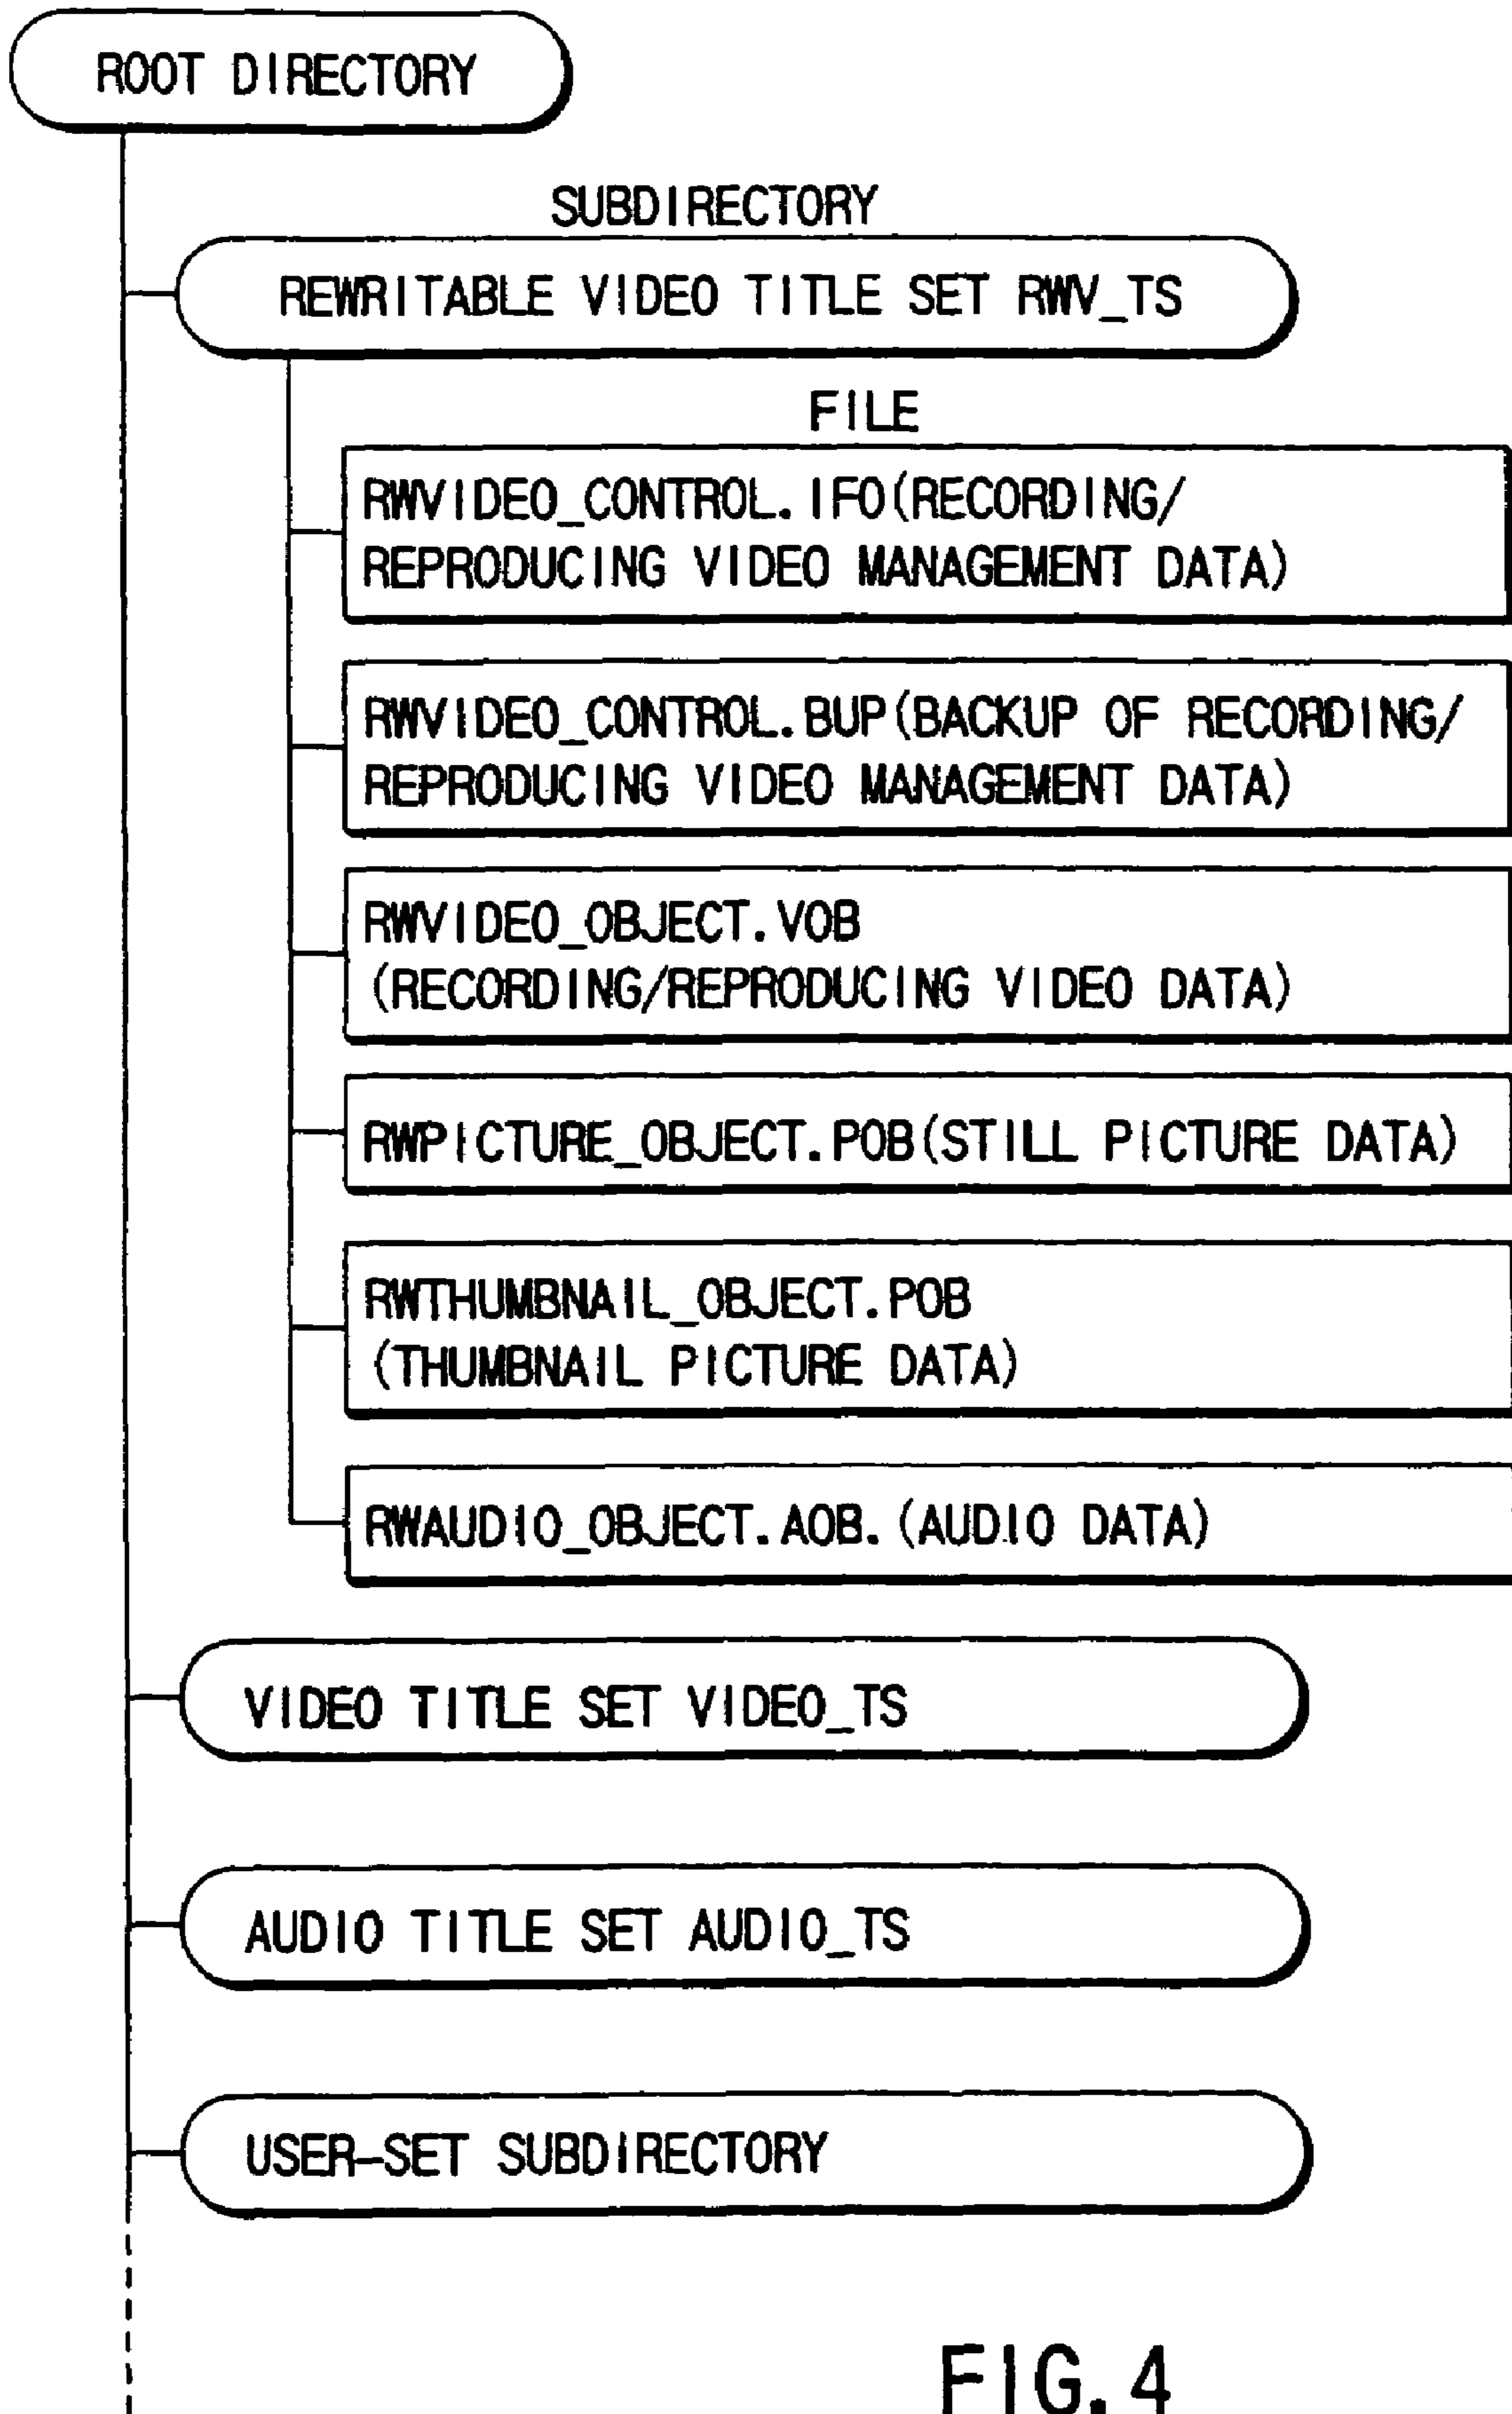 ROOT DIRECTORY
SUBDIRECTORY
REWRITABLE VIDEO TITLE SET RWV_TS
FILE
RWVIDEO_CONTROL.IFO(RECORDING/
REPRODUCING VIDEO MANAGEMENT DATA)
RWVIDEO_CONTROL.BUP(BACKUP OF RECORDING/
REPRODUCING VIDEO MANAGEMENT DATA)
RWVIDEO_OBJECT.VOB
(RECORDING/REPRODUCING VIDEO DATA)
RWPICTURE_OBJECT.POB(STILL PICTURE DATA)
RWTHUMBNAIL_OBJECT.POB
(THUMBNAIL PICTURE DATA)
RWAUDIO_OBJECT.AOB.(AUDIO DATA)
VIDEO TITLE SET VIDEO_TS
AUDIO TITLE SET AUDIO_TS
USER-SET SUBDIRECTORY
FIG.4